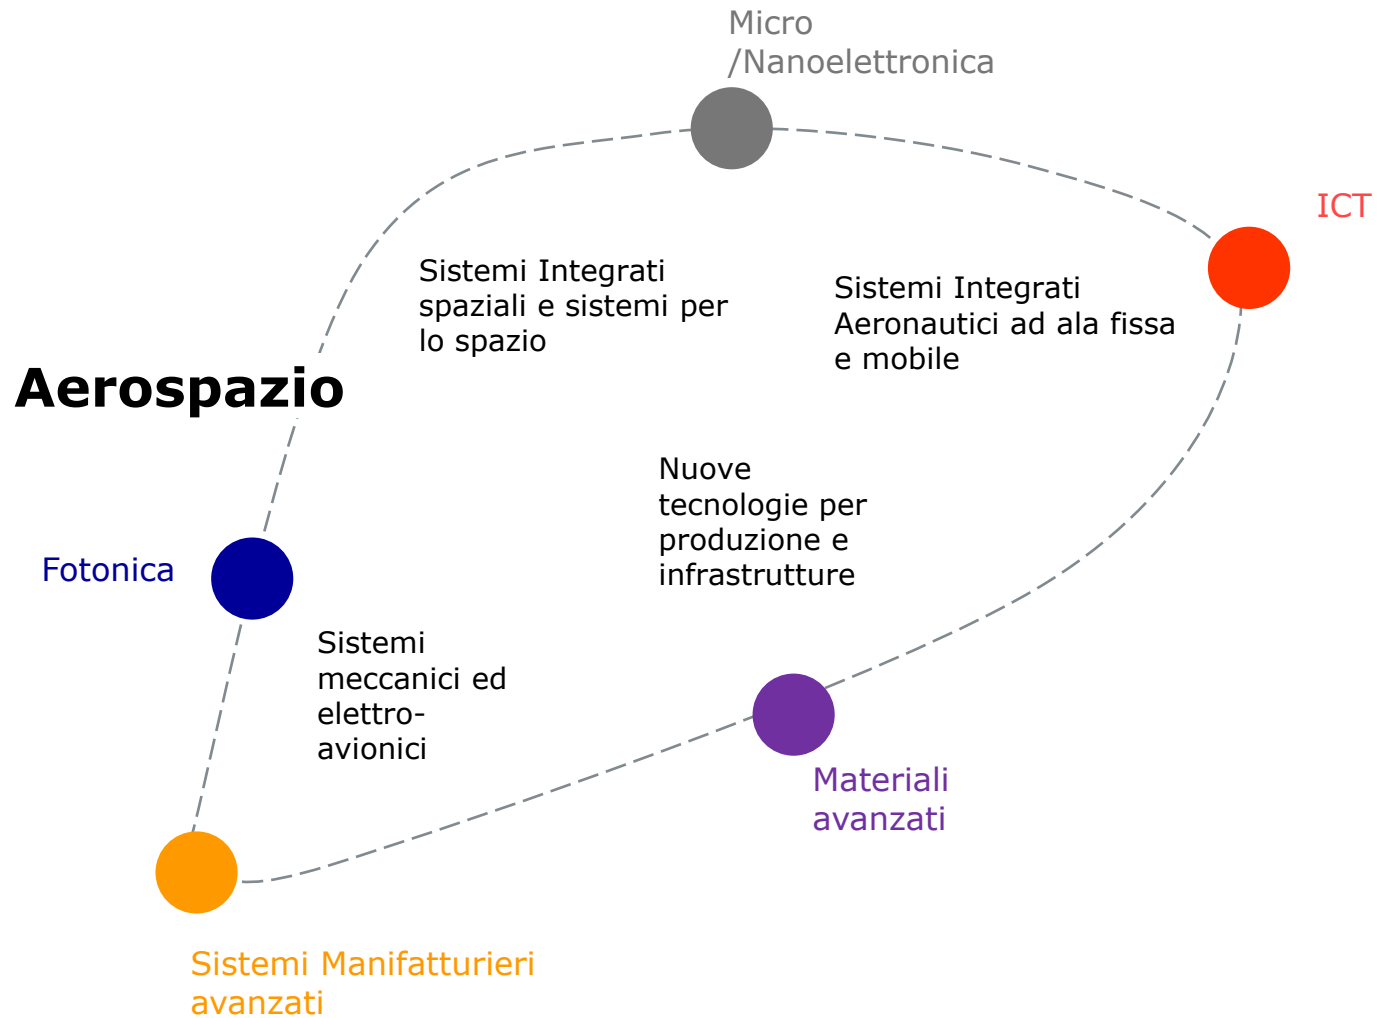 Micro
/Nanoelettronica
ICT
Sistemi Integrati
spaziali e sistemi per
lo spazio
Sistemi Integrati
Aeronautici ad ala fissa
e mobile
Aerospazio
Nuove
tecnologie per
produzione e
infrastrutture
Fotonica
Sistemi
meccanici ed
elettro-
avionici
Materiali
avanzati
Sistemi Manifatturieri
avanzati